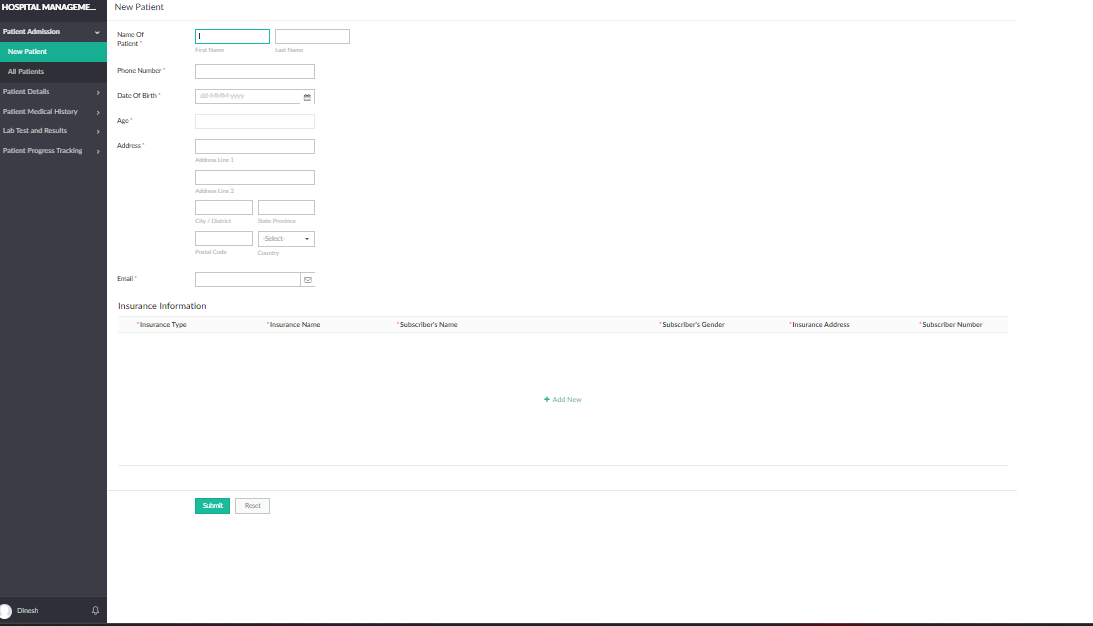 HOSPITAL MANAGEME...
Patient Admission
New Patient
All Patients
Patient Details
Patient Medical History
Lab Test and Results
Patient Progress Tracking
Dinesh
New Patient
Name Of
Patient *
First Name
Last Name
Phone Number *
Date Of Birth *
dd-MMM-yyyy
Age *
Address *
Address Line 1
Address Line 2
City / District
State Province
Postal Code
-Select-
Country
Email *
Insurance Information
*Insurance Type
*Insurance Name
*Subscriber's Name
*Subscriber's Gender
*Insurance Address
*Subscriber Number
+ Add New
Submit
Reset